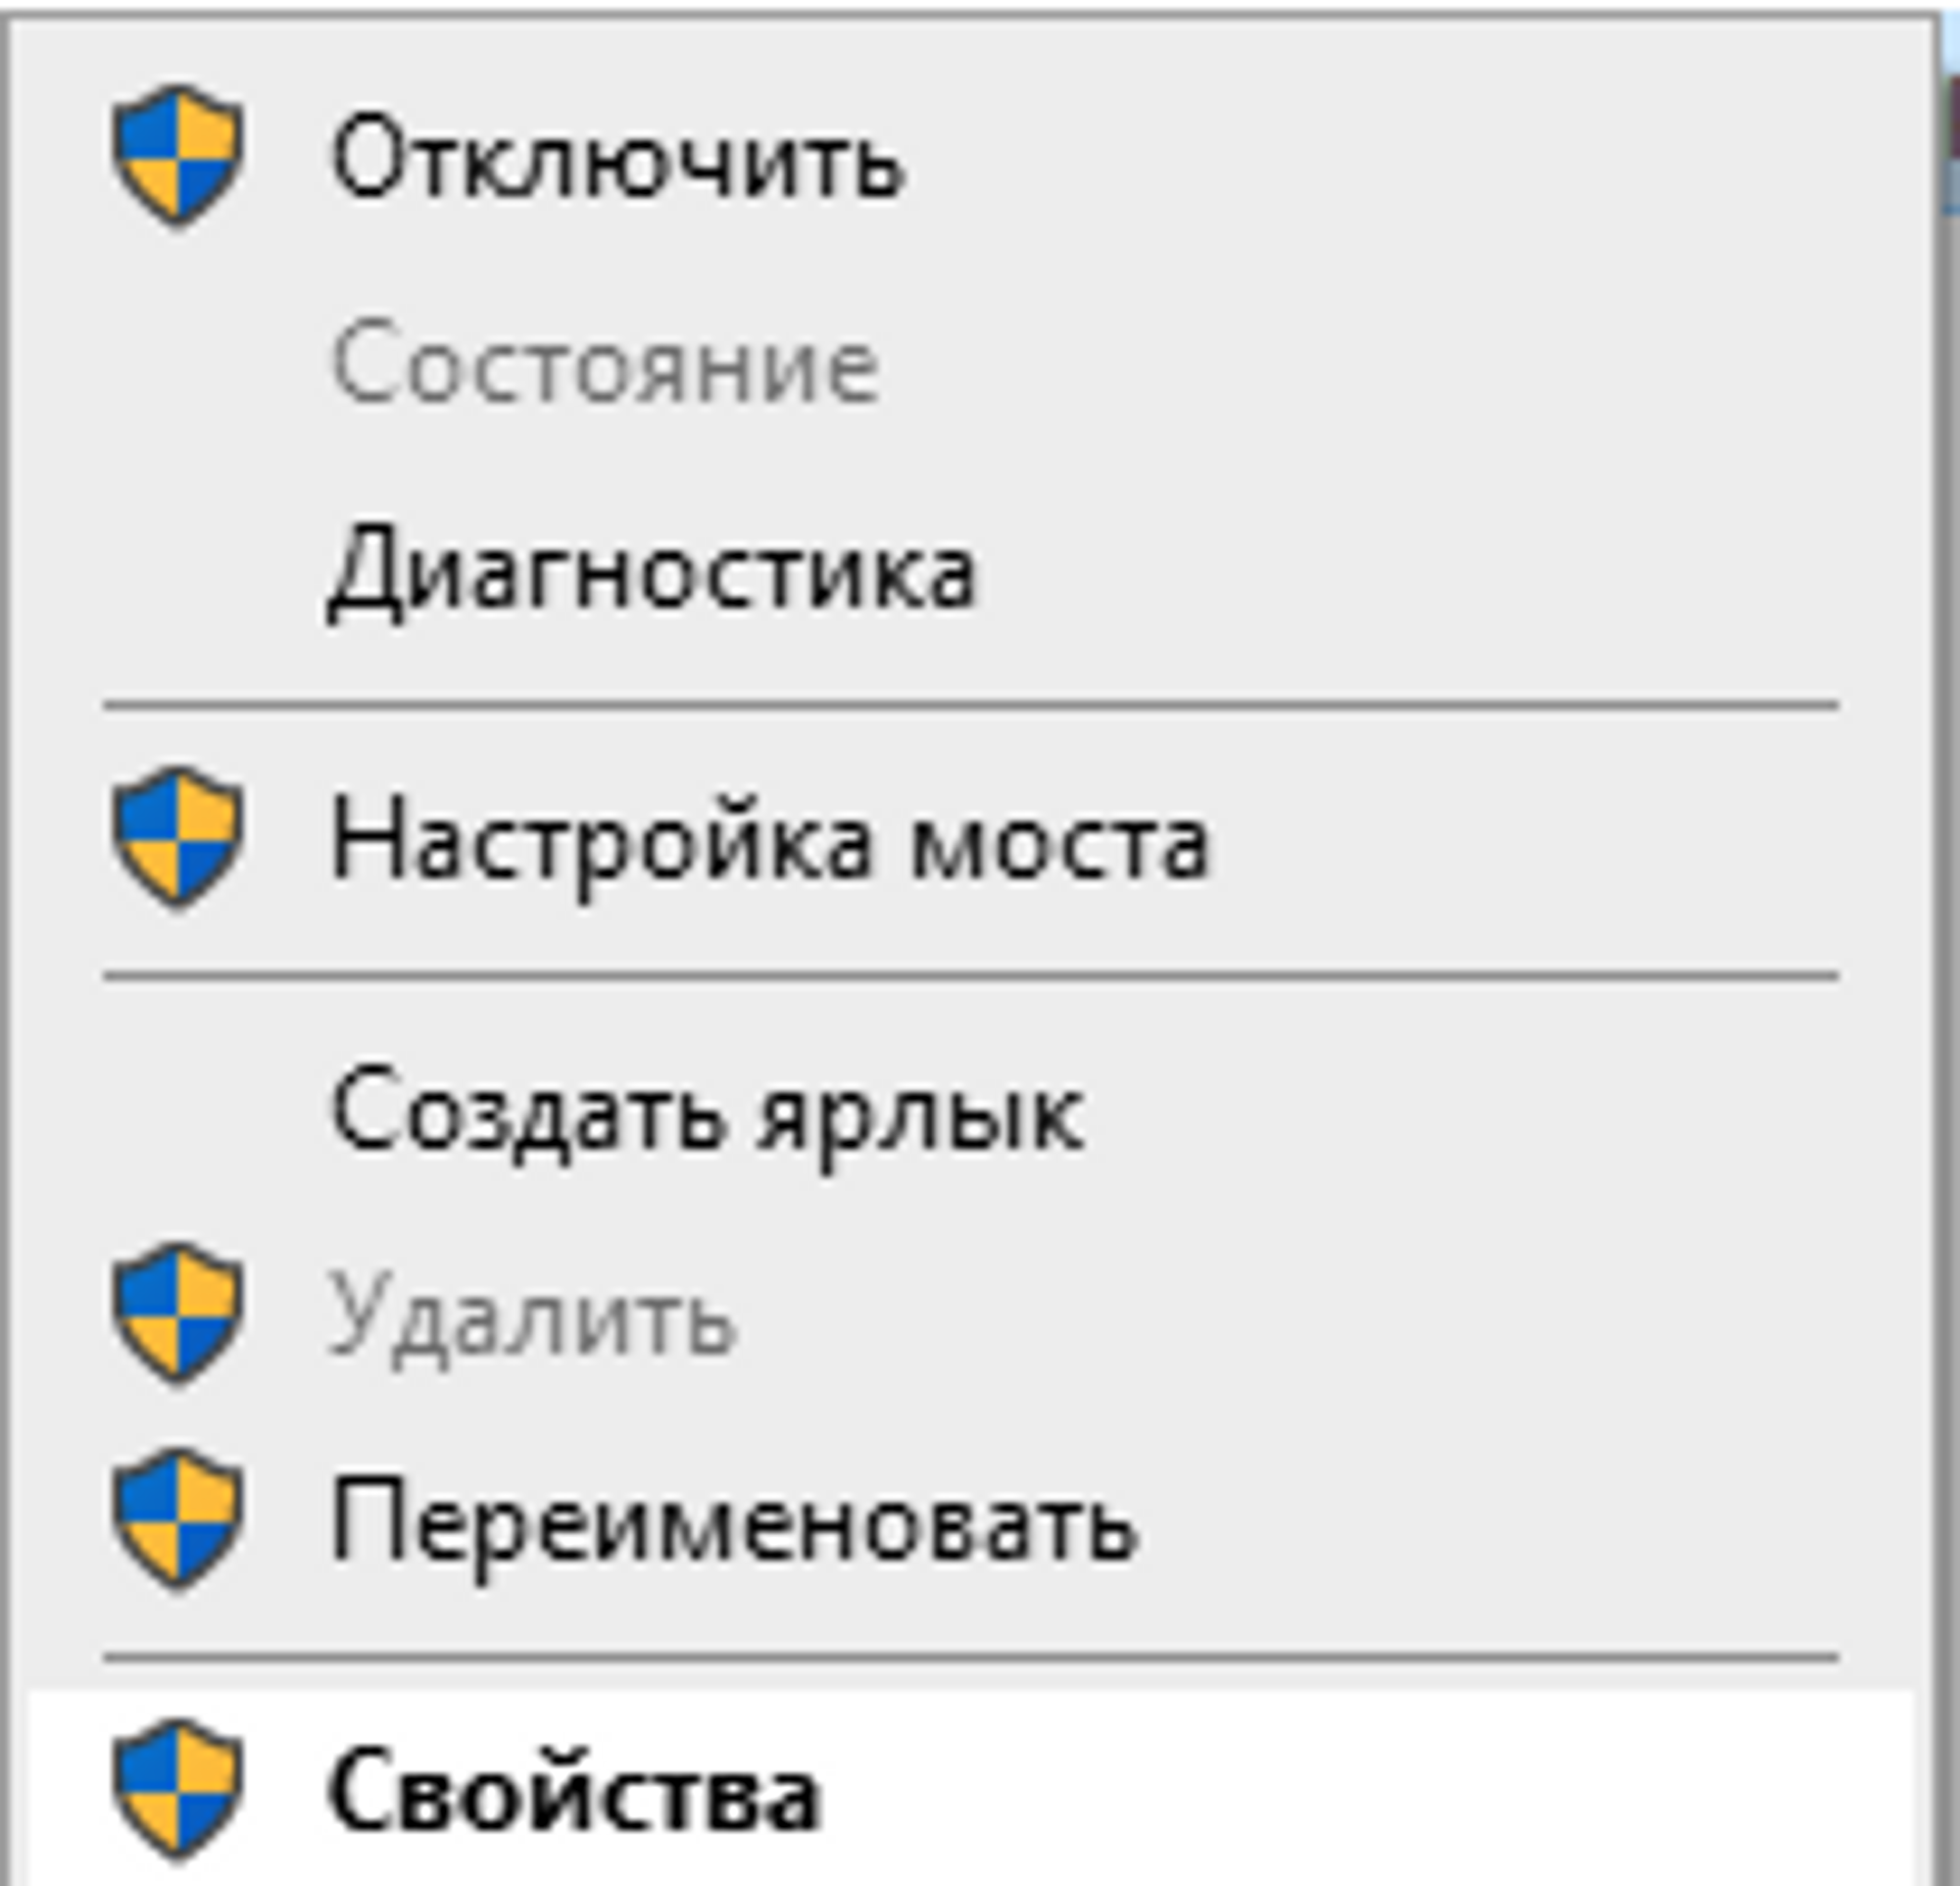 Отключить
Состояние
Диагностика
Настройка моста
Создать ярлык
Удалить
Переименовать
Свойства